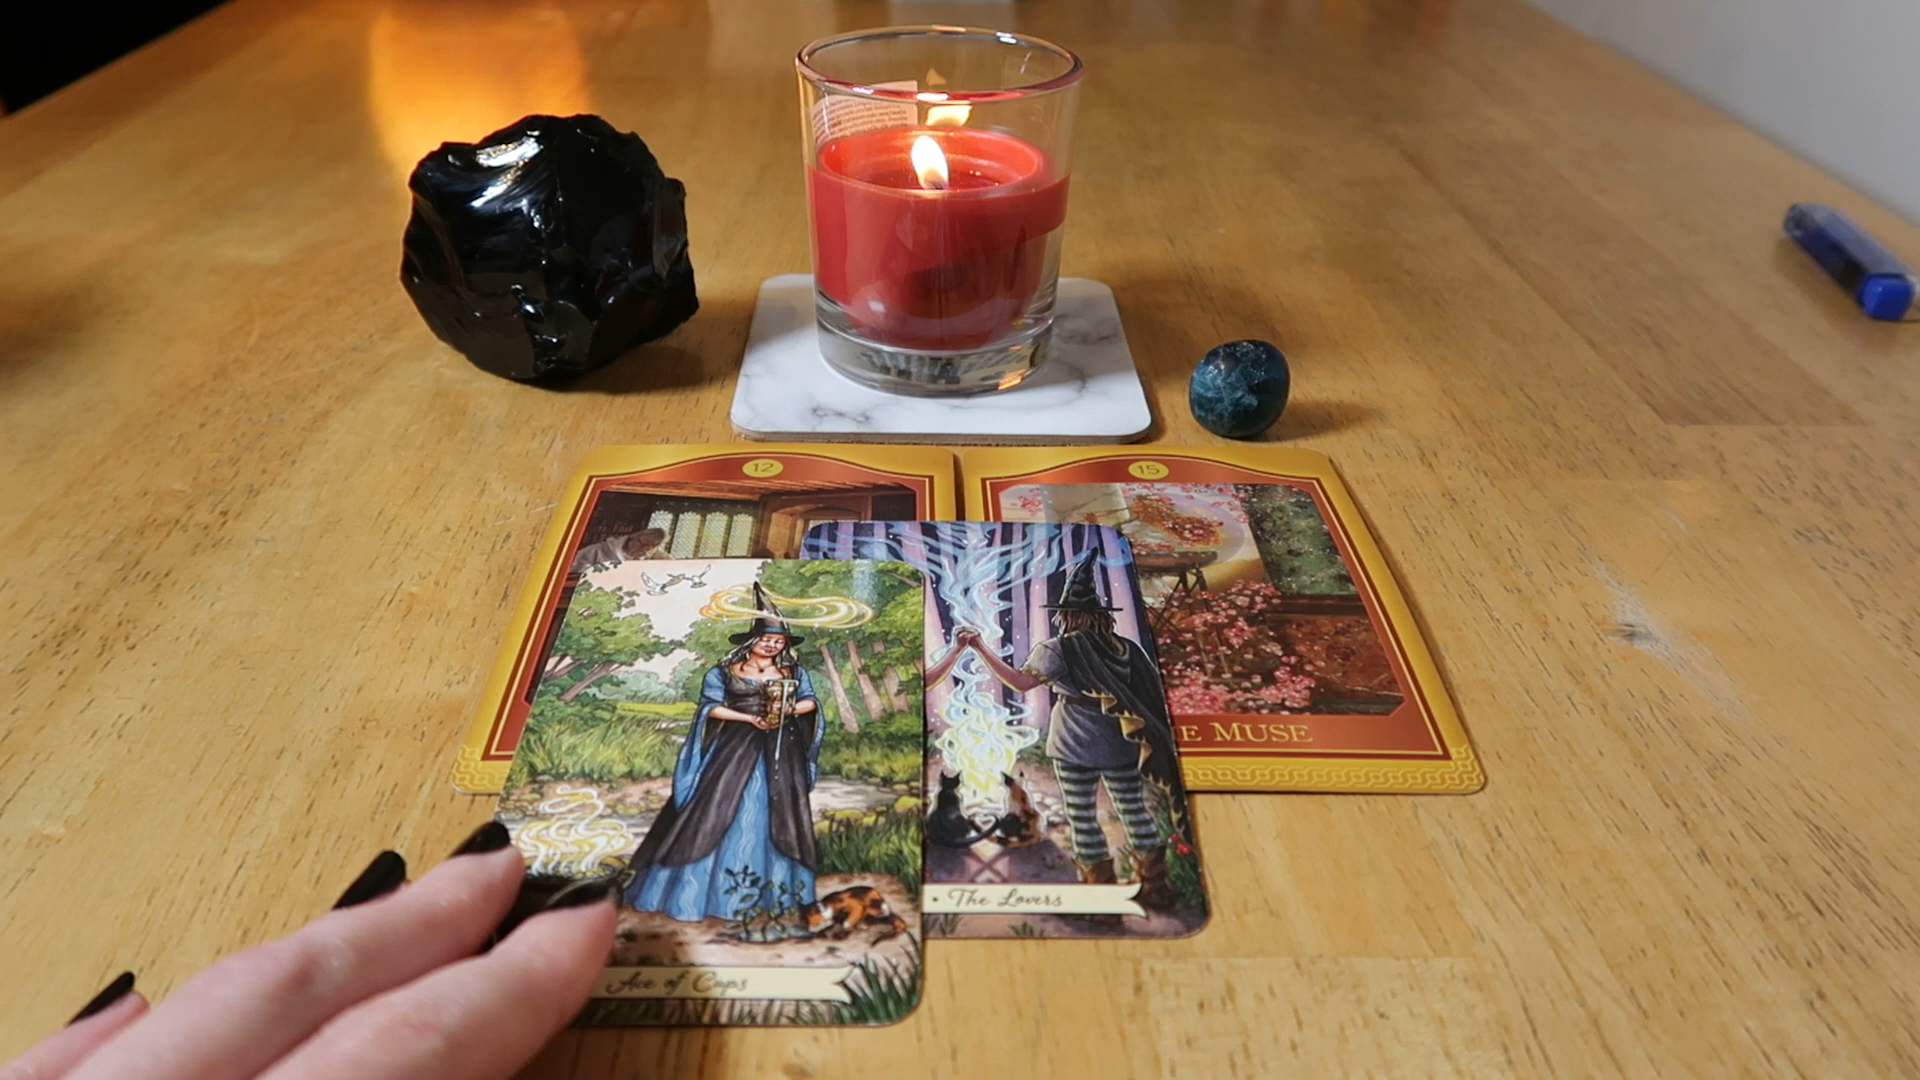 12
15
E MUSE
• The Lovers
Ace of Cups